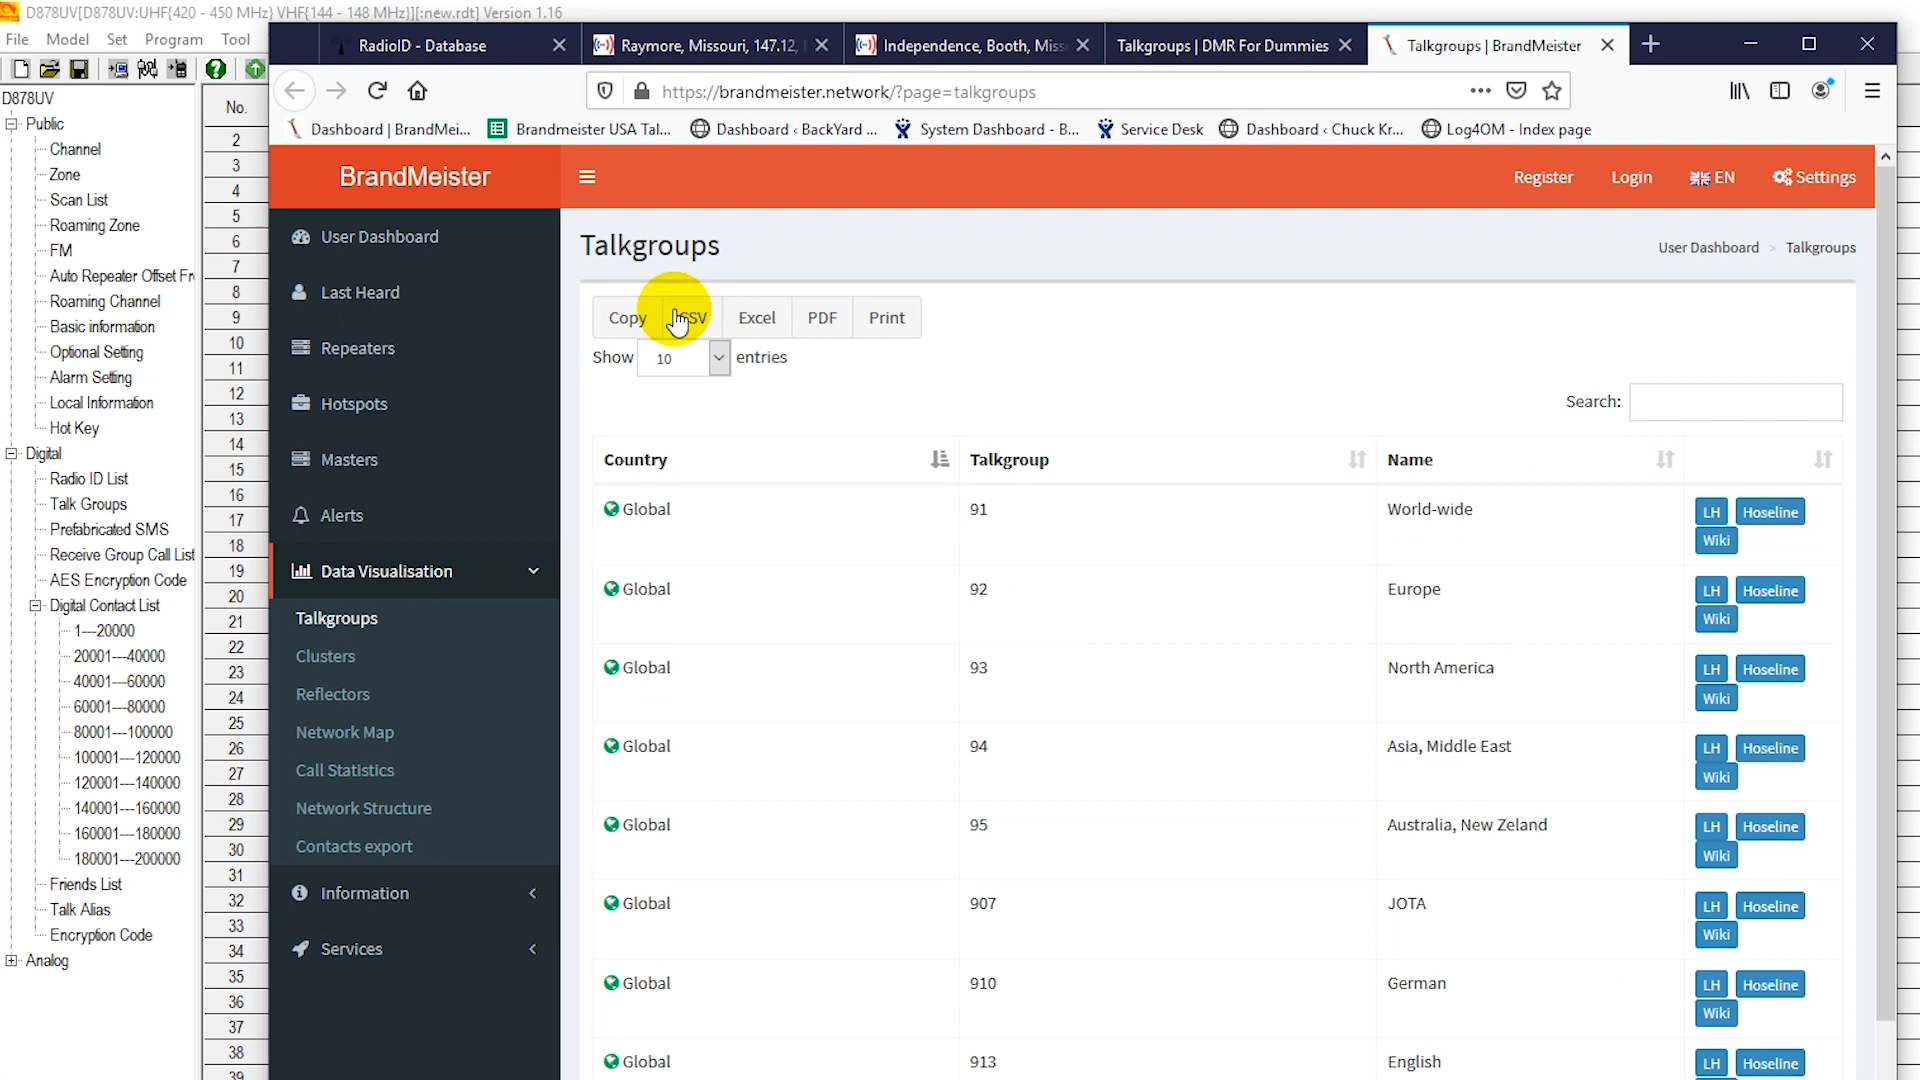 D878UV[D878UV:UHF{420 - 450 MHz} VHF{144 - 148 MHz}][:new.rdt] Version 1.16
File Model Set Program Tool
RadioID - Database
Raymore, Missouri, 147.12,
Independence, Booth, Miss
Talkgroups | DMR For Dummies
Talkgroups | BrandMeister
https://brandmeister.network/?page=talkgroups
Dashboard | BrandMei...
Brandmeister USA Tal...
Dashboard ‹ BackYard ...
System Dashboard - B...
Service Desk
Dashboard ‹ Chuck Kr...
Log4OM - Index page
D878UV
Public
Channel
Zone
Scan List
Roaming Zone
FM
Auto Repeater Offset Fr
Roaming Channel
Basic information
Optional Setting
Alarm Setting
Local Information
Hot Key
Digital
Radio ID List
Talk Groups
Prefabricated SMS
Receive Group Call List
AES Encryption Code
Digital Contact List
1---20000
20001---40000
40001---60000
60001---80000
80001---100000
100001---120000
120001---140000
140001---160000
160001---180000
180001---200000
Friends List
Talk Alias
Encryption Code
Analog
No.
2
3
4
5
6
7
8
9
10
11
12
13
14
15
16
17
18
19
20
21
22
23
24
25
26
27
28
29
30
31
32
33
34
35
36
37
38
39
BrandMeister
Register Login EN Settings
User Dashboard
Last Heard
Repeaters
Hotspots
Masters
Alerts
Data Visualisation
Talkgroups
Clusters
Reflectors
Network Map
Call Statistics
Network Structure
Contacts export
Information
Services
Talkgroups
User Dashboard > Talkgroups
Copy CSV Excel PDF Print
Show 10 entries
Search:
Country Talkgroup Name
Global 91 World-wide LH Hoseline
Wiki
Global 92 Europe LH Hoseline
Wiki
Global 93 North America LH Hoseline
Wiki
Global 94 Asia, Middle East LH Hoseline
Wiki
Global 95 Australia, New Zeland LH Hoseline
Wiki
Global 907 JOTA LH Hoseline
Wiki
Global 910 German LH Hoseline
Wiki
Global 913 English LH Hoseline